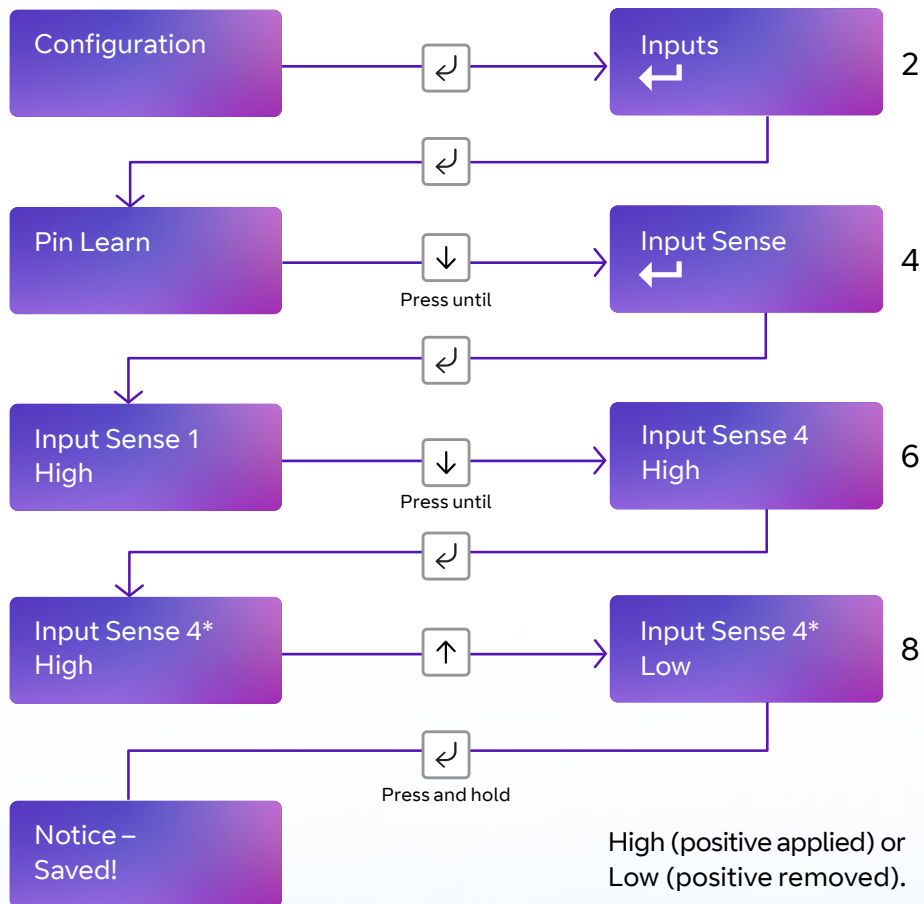 Configuration
Inputs
2
Pin Learn
Input Sense
4
Press until
Input Sense 1
High
Input Sense 4
High
6
Press until
Input Sense 4*
High
Input Sense 4*
Low
8
Press and hold
Notice –
Saved!
High (positive applied) or
Low (positive removed).